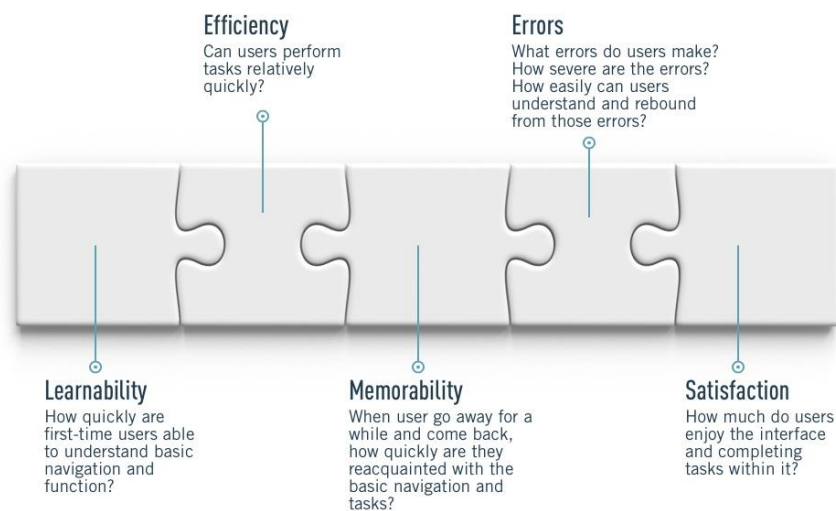 Efficiency
Can users perform
tasks relatively
quickly?
Errors
What errors do users make?
How severe are the errors?
How easily can users
understand and rebound
from those errors?
Learnability
How quickly are
first-time users able
to understand basic
navigation and
function?
Memorability
When user go away for a
while and come back,
how quickly are they
reacquainted with the
basic navigation and
tasks?
Satisfaction
How much do users
enjoy the interface
and completing
tasks within it?